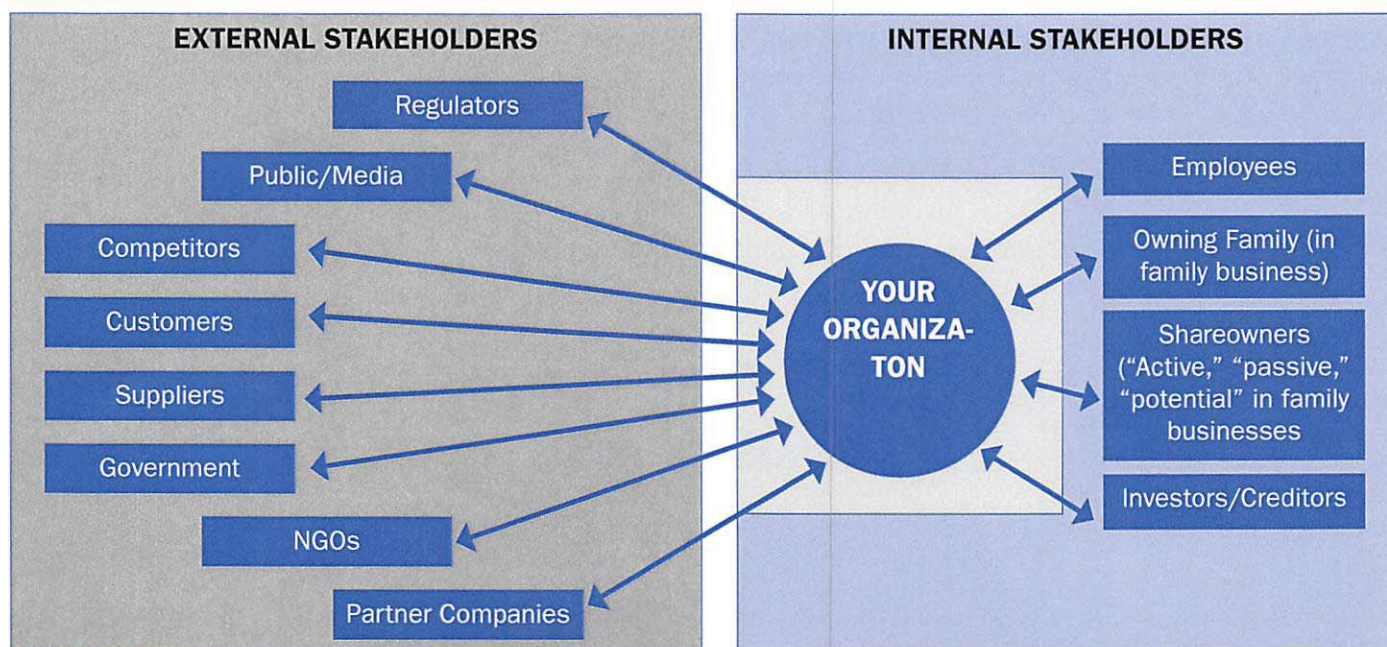 EXTERNAL STAKEHOLDERS
Regulators
Public/Media
Competitors
Customers
Suppliers
Government
NGOs
Partner Companies
INTERNAL STAKEHOLDERS
YOUR
ORGANIZA-
TON
Employees
Owning Family (in
family business)
Shareowners
(“Active,” “passive,”
“potential” in family
businesses
Investors/Creditors